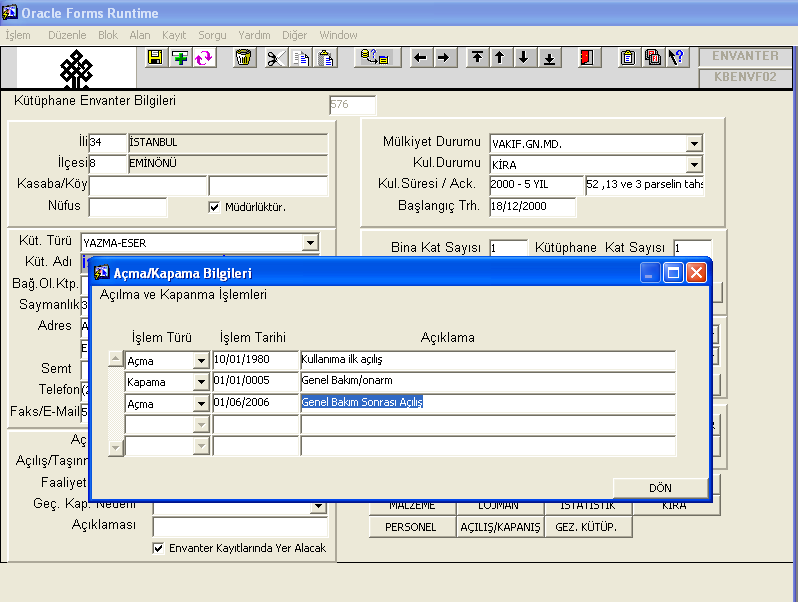 Oracle Forms Runtime
İşlem Düzenle Blok Alan Kayıt Sorgu Yardım Diğer Window
ENVANTER
KBENVF02
Kütüphane Envanter Bilgileri 576
İli 34 İSTANBUL
İlçesi 8 EMİNÖNÜ
Kasaba/Köy
Nüfus Müdürlüktür.
Mülkiyet Durumu VAKIF.GN.MD.
Kul.Durumu KİRA
Kul.Süresi / Ack. 2000 - 5 YIL 52 ,13 ve 3 parselin tahs
Başlangıç Trh. 18/12/2000
Küt. Türü YAZMA-ESER
Küt. Adı
Bağ.Ol.Ktp.
Saymanlık 3
Adres A
E
Semt
Telefon (2
Faks/E-Mail 5
Bina Kat Sayısı 1 Kütüphane Kat Sayısı 1
Açma/Kapama Bilgileri
Açılma ve Kapanma İşlemleri
İşlem Türü İşlem Tarihi Açıklama
Açma 10/01/1980 Kullanıma ilk açılış
Kapama 01/01/0005 Genel Bakım/onarm
Açma 01/06/2006 Genel Bakım Sonrası Açılış
DÖN
Aç
Açılış/Taşınr
Faaliyet
Geç. Kap. Nedeni
Açıklaması
Envanter Kayıtlarında Yer Alacak
MALZEME LOJMAN İSTATİSTİK KİRA
PERSONEL AÇILIŞ/KAPANIŞ GEZ. KÜTÜP.